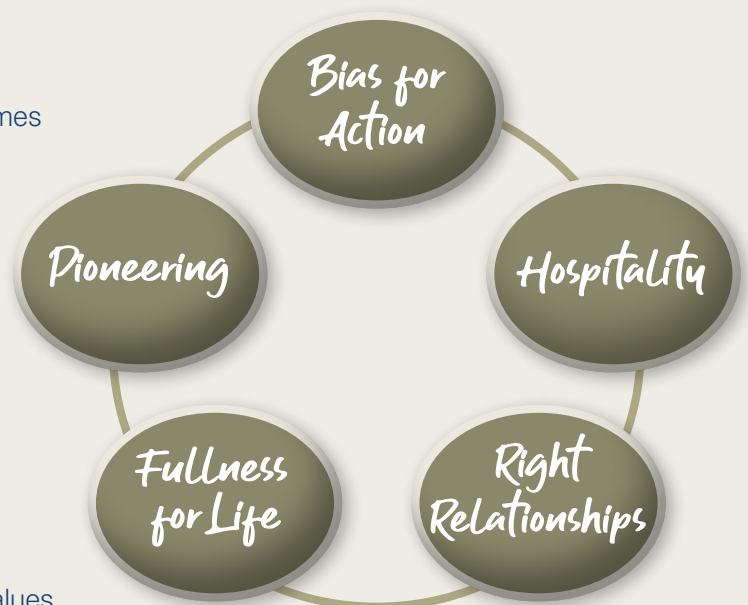 Bias for
Action
Pioneering
Hospitality
Fullness
for Life
Right
Relationships